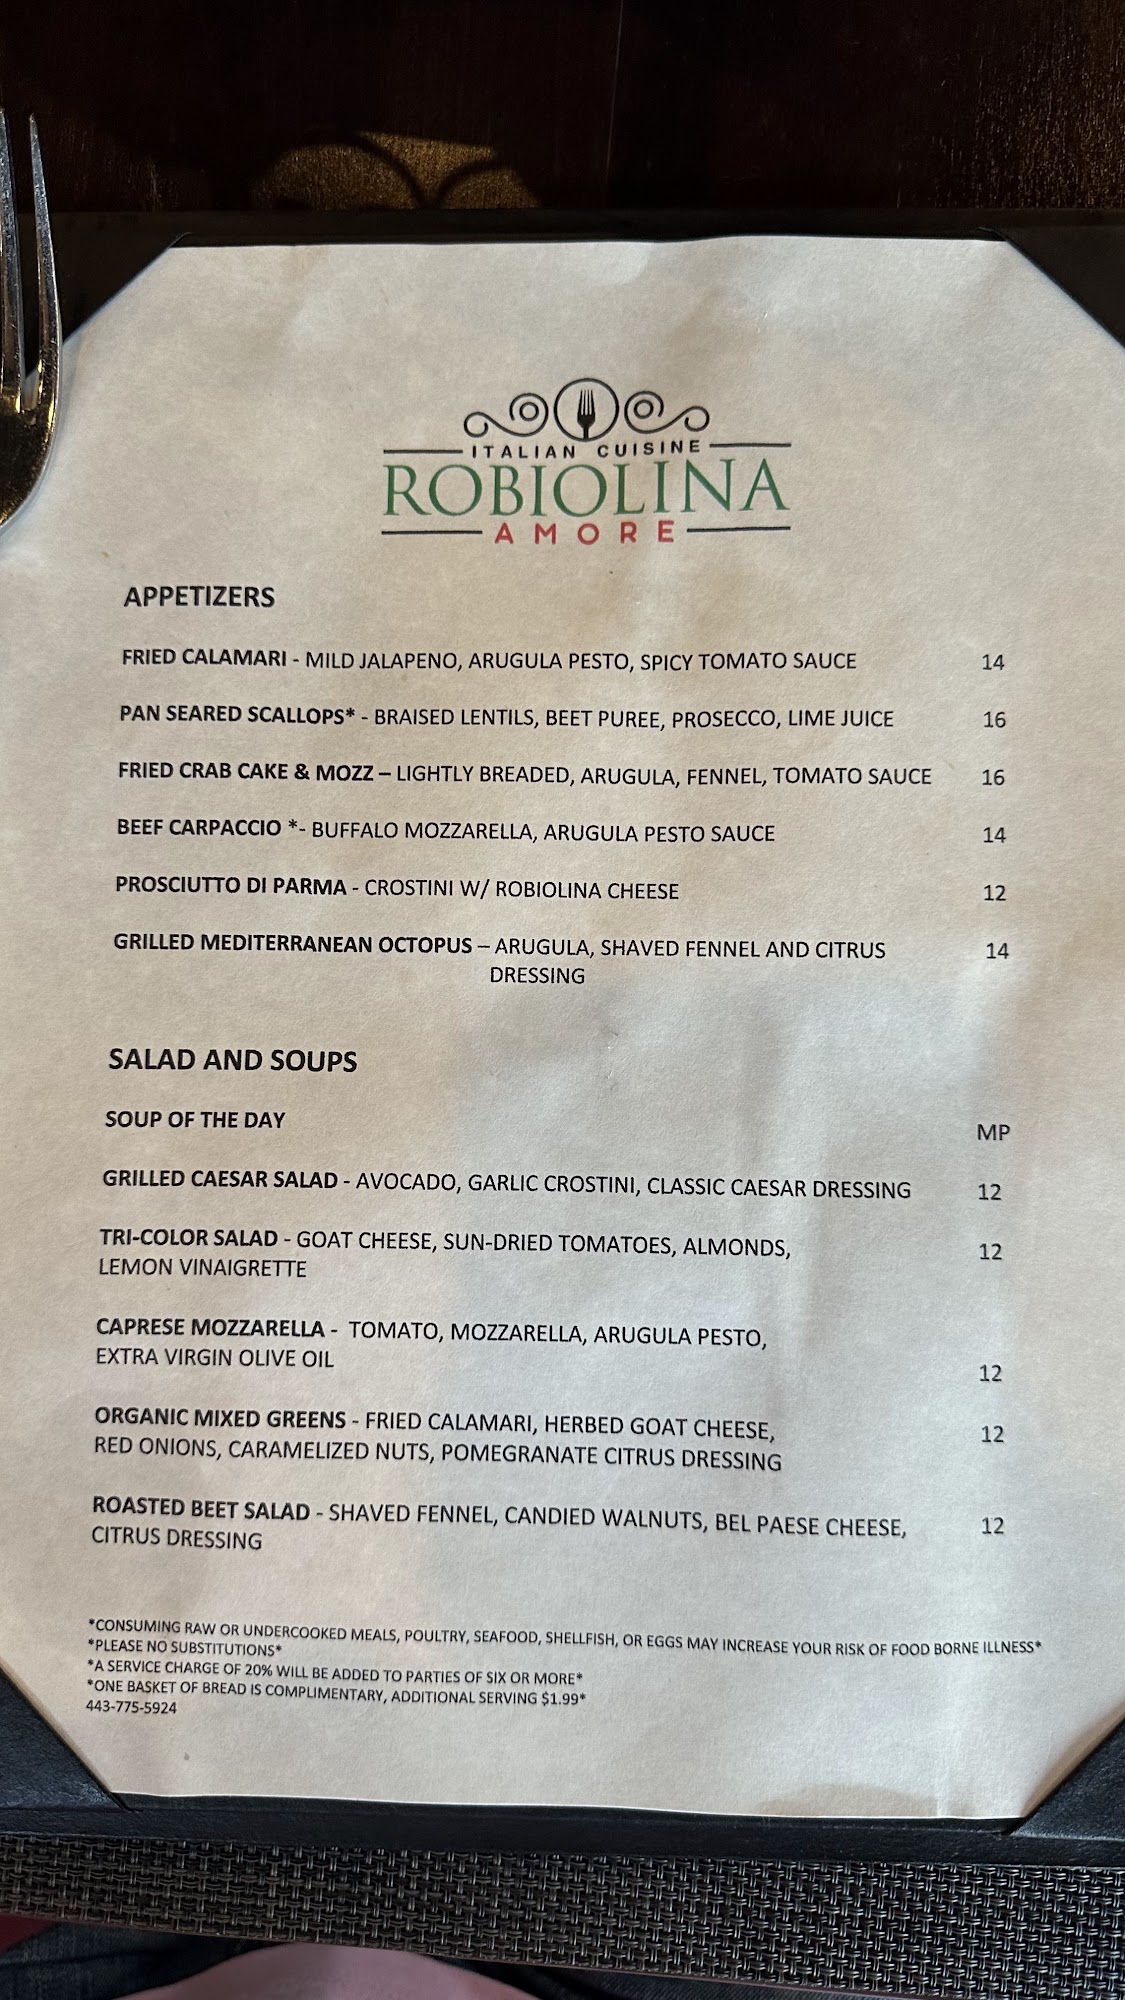 ITALIAN CUISINE
ROBIOLINA
AMORE
APPETIZERS
FRIED CALAMARI - MILD JALAPENO, ARUGULA PESTO, SPICY TOMATO SAUCE 14
PAN SEARED SCALLOPS* - BRAISED LENTILS, BEET PUREE, PROSECCO, LIME JUICE 16
FRIED CRAB CAKE & MOZZ – LIGHTLY BREADED, ARUGULA, FENNEL, TOMATO SAUCE 16
BEEF CARPACCIO *- BUFFALO MOZZARELLA, ARUGULA PESTO SAUCE 14
PROSCIUTTO DI PARMA - CROSTINI W/ ROBIOLINA CHEESE 12
GRILLED MEDITERRANEAN OCTOPUS – ARUGULA, SHAVED FENNEL AND CITRUS 14
DRESSING
SALAD AND SOUPS
SOUP OF THE DAY MP
GRILLED CAESAR SALAD - AVOCADO, GARLIC CROSTINI, CLASSIC CAESAR DRESSING 12
TRI-COLOR SALAD - GOAT CHEESE, SUN-DRIED TOMATOES, ALMONDS, 12
LEMON VINAIGRETTE
CAPRESE MOZZARELLA - TOMATO, MOZZARELLA, ARUGULA PESTO,
EXTRA VIRGIN OLIVE OIL 12
ORGANIC MIXED GREENS - FRIED CALAMARI, HERBED GOAT CHEESE, 12
RED ONIONS, CARAMELIZED NUTS, POMEGRANATE CITRUS DRESSING
ROASTED BEET SALAD - SHAVED FENNEL, CANDIED WALNUTS, BEL PAESE CHEESE, 12
CITRUS DRESSING
*CONSUMING RAW OR UNDERCOOKED MEALS, POULTRY, SEAFOOD, SHELLFISH, OR EGGS MAY INCREASE YOUR RISK OF FOOD BORNE ILLNESS*
*PLEASE NO SUBSTITUTIONS*
*A SERVICE CHARGE OF 20% WILL BE ADDED TO PARTIES OF SIX OR MORE*
*ONE BASKET OF BREAD IS COMPLIMENTARY, ADDITIONAL SERVING $1.99*
443-775-5924